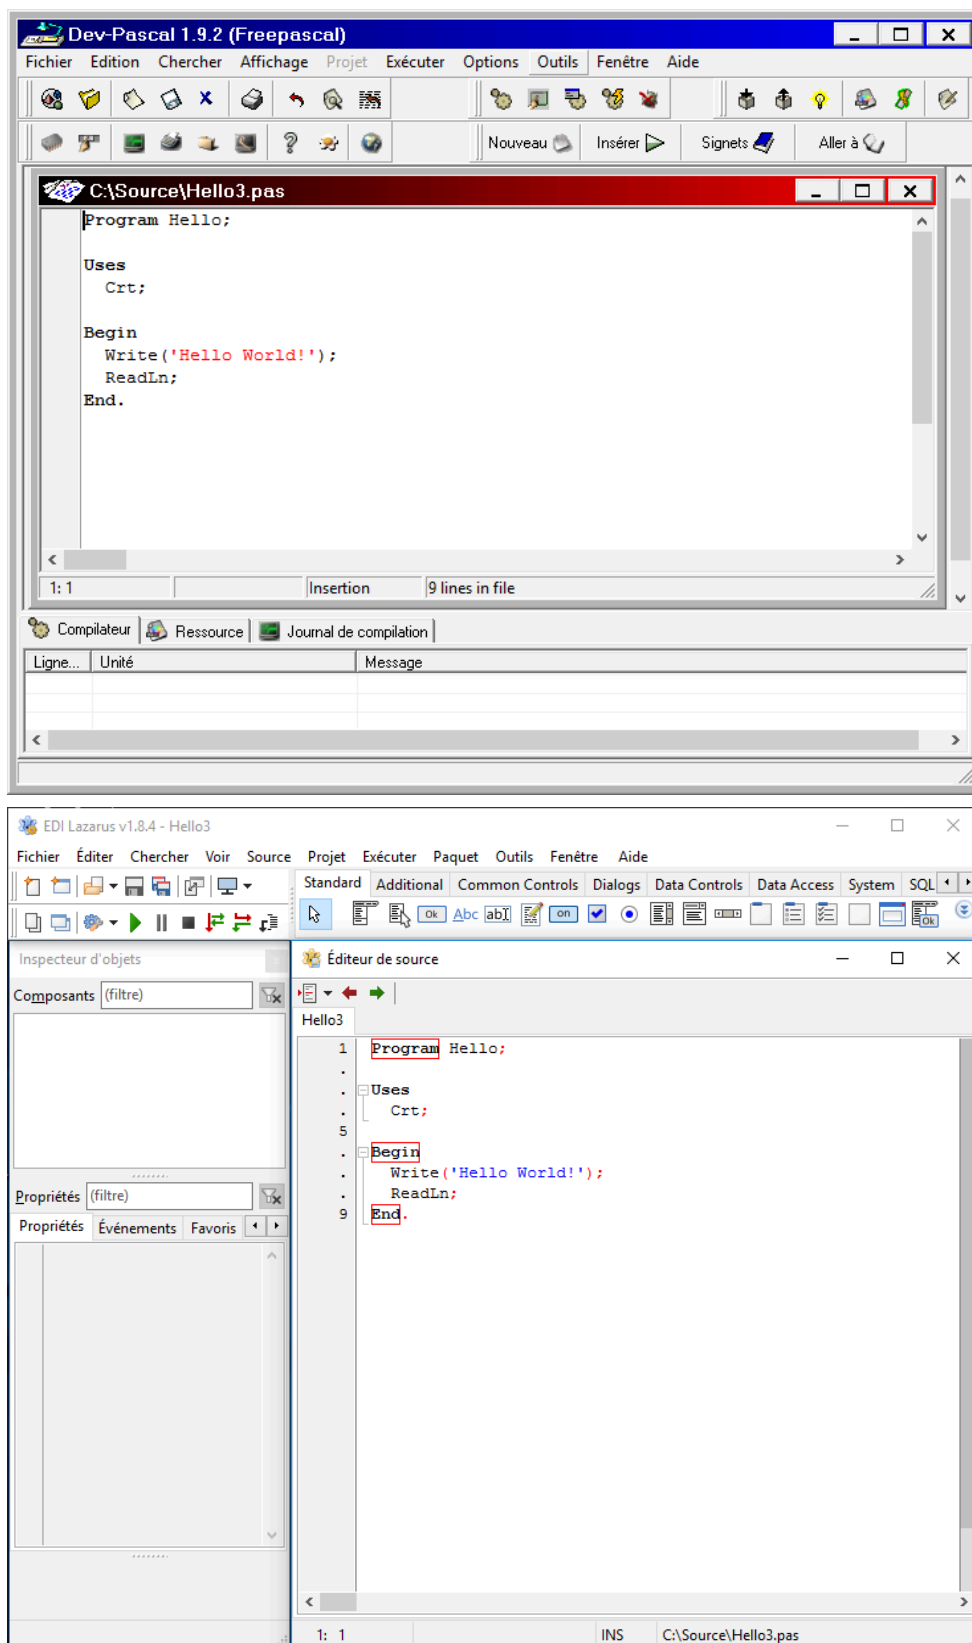 Dev-Pascal 1.9.2 (Freepascal)
Fichier Edition Chercher Affichage Projet Exécuter Options Outils Fenêtre Aide
Nouveau Insérer Signets Aller à
C:\Source\Hello3.pas
Program Hello;
Uses
Crt;
Begin
Write('Hello World!');
ReadLn;
End.
1: 1 Insertion 9 lines in file
Compilateur Ressource Journal de compilation
Ligne... Unité Message
EDI Lazarus v1.8.4 - Hello3
Fichier Éditer Chercher Voir Source Projet Exécuter Paquet Outils Fenêtre Aide
Standard Additional Common Controls Dialogs Data Controls Data Access System SQL
Ok Abc abI on Ok
Inspecteur d'objets
Éditeur de source
Composants (filtre)
Hello3
1 Program Hello;
.
. Uses
. Crt;
5
. Begin
. Write('Hello World!');
. ReadLn;
9 End.
Propriétés (filtre)
Propriétés Événements Favoris
1: 1 INS C:\Source\Hello3.pas